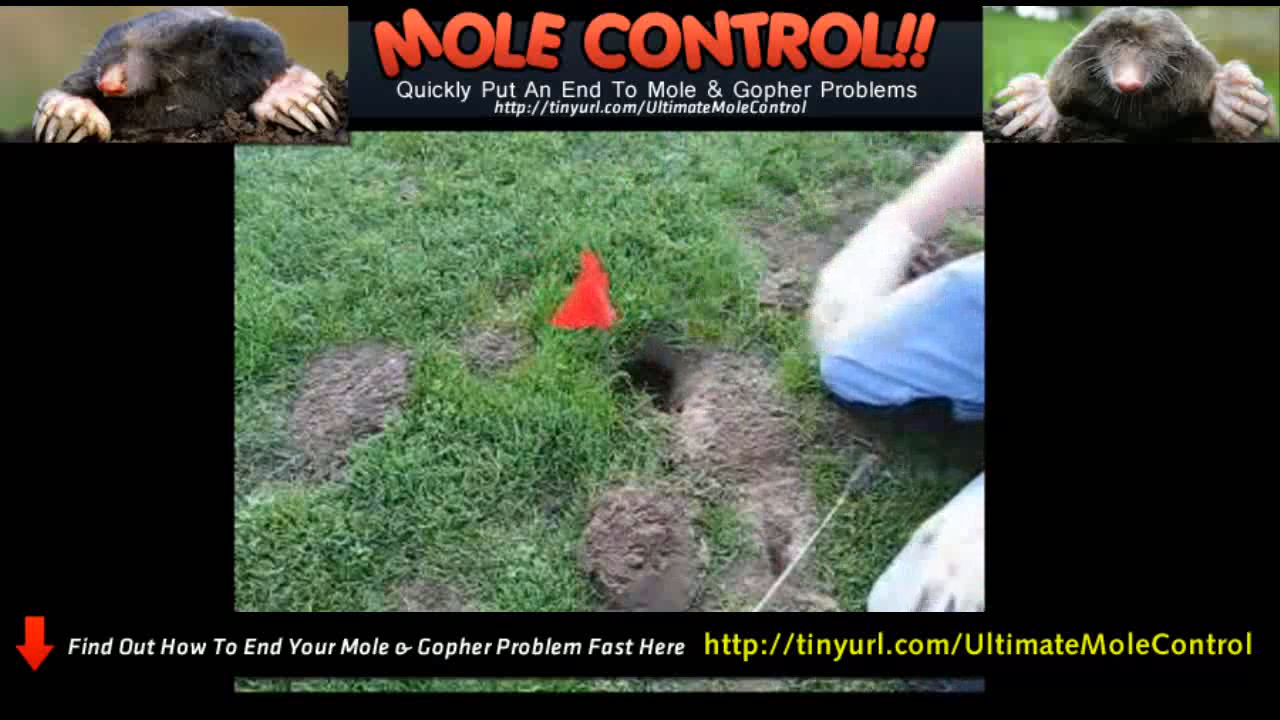 MOLE CONTROL!!
Quickly Put An End To Mole & Gopher Problems
http://tinyurl.com/UltimateMoleControl
Find Out How To End Your Mole & Gopher Problem Fast Here http://tinyurl.com/UltimateMoleControl